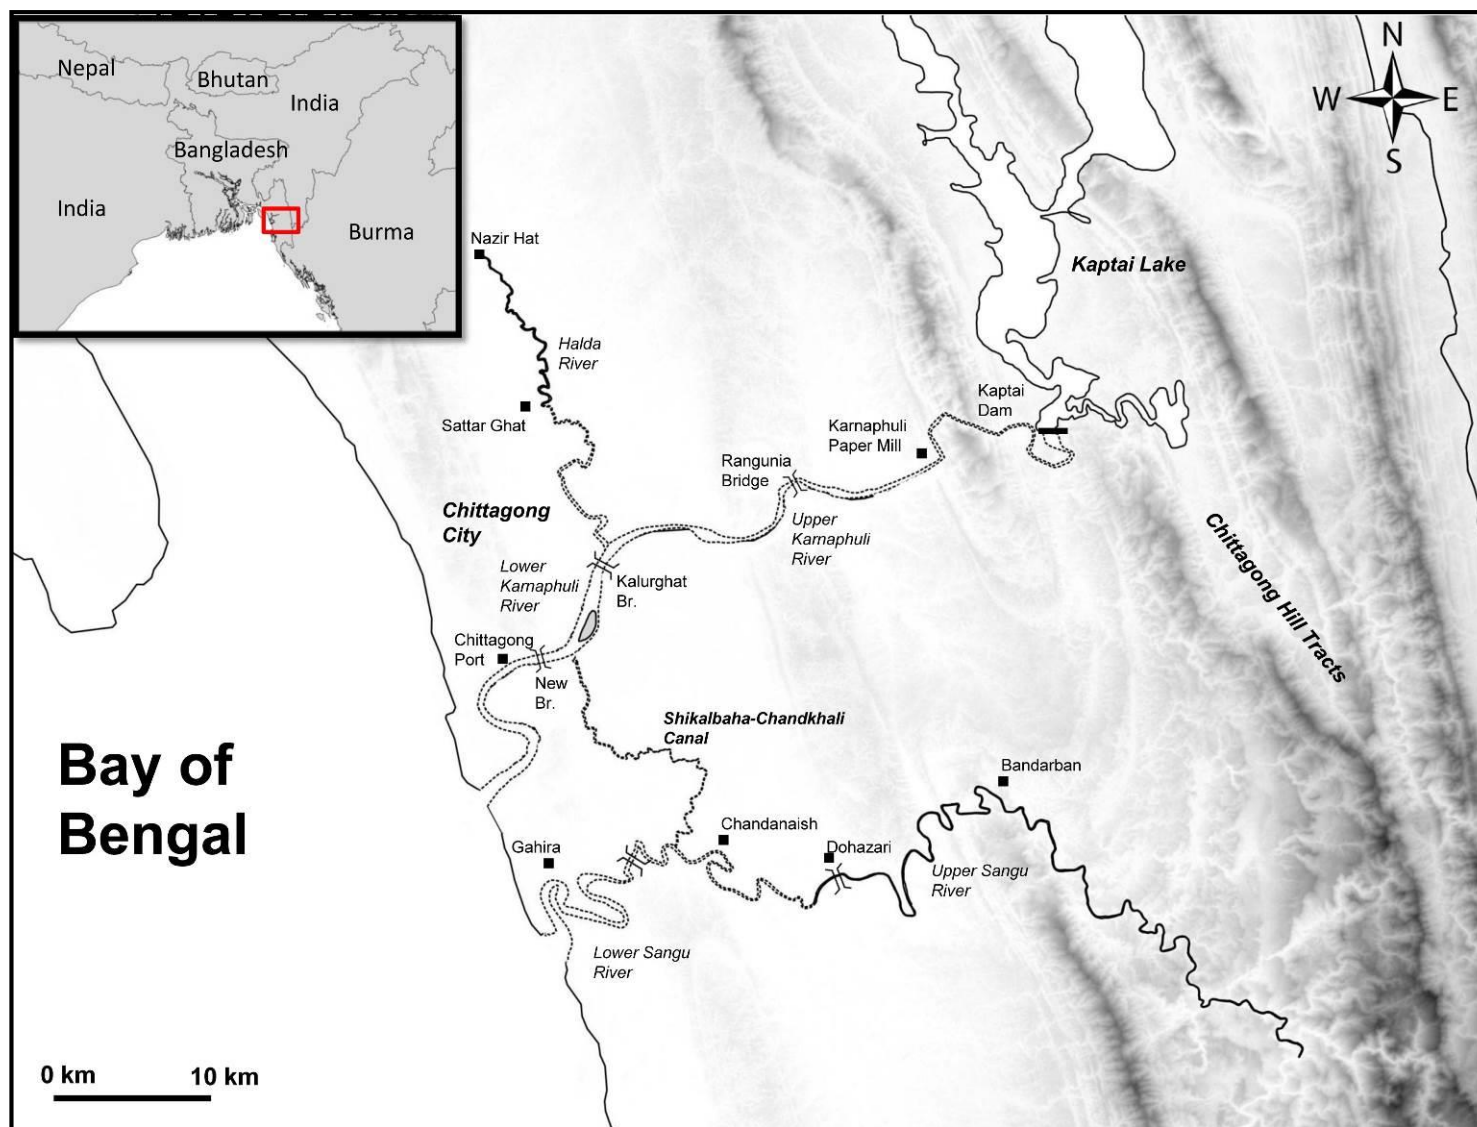 Nepal
Bhutan
India
Bangladesh
India
Burma
N
W
E
S
Nazir Hat
Kaptai Lake
Halda
River
Kaptai
Dam
Sattar Ghat
Karnaphuli
Paper Mill
Rangunia
Bridge
Chittagong
City
Upper
Karnaphuli
River
Chittagong Hill Tracts
Lower
Karnaphuli
River
Kalurghat
Br.
Chittagong
Port
New
Br.
Shikalbaha-Chandkhali
Canal
Bay of
Bengal
Bandarban
Chandanaish
Gahira
Dohazari
Upper Sangu
River
Lower Sangu
River
0 km
10 km